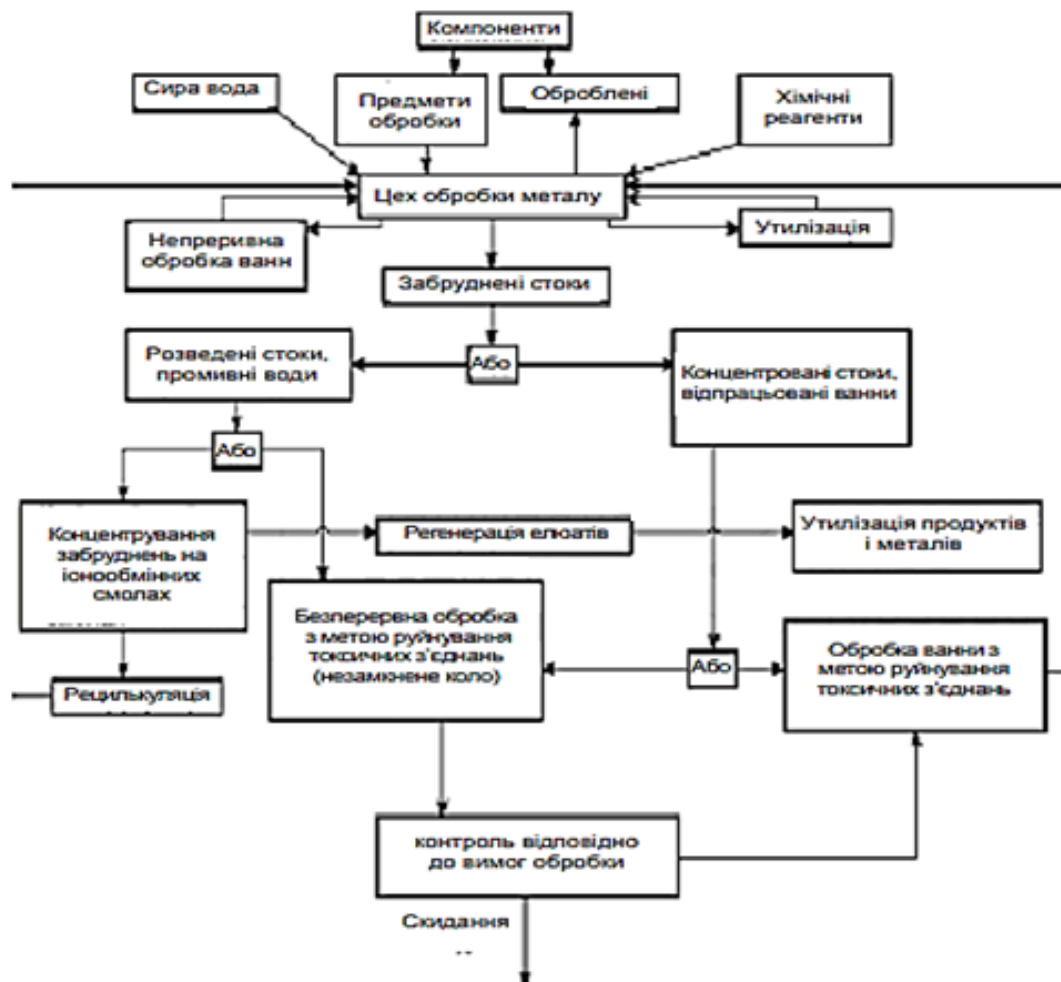 Компоненти
Сира вода
Предмети
обробки
Оброблені
Хімічні
реагенти
Цех обробки металу
Непреривна
обробка ванн
Утилізація
Забруднені стоки
Розведені стоки,
промивні води
Або
Концентровані стоки,
відпрацьовані ванни
Або
Концентрування
забруднень на
існообмінних
смолах
Регенерація елюатів
Утилізація продуктів
і металів
Безперервна обробка
з метою руйнування
токсичних з'єднань
(незамкнене коло)
Або
Обробка ванни з
метою руйнування
токсичних з'єднань
Рецилькуляція
контроль відповідно
до вимог обробки
Скидання